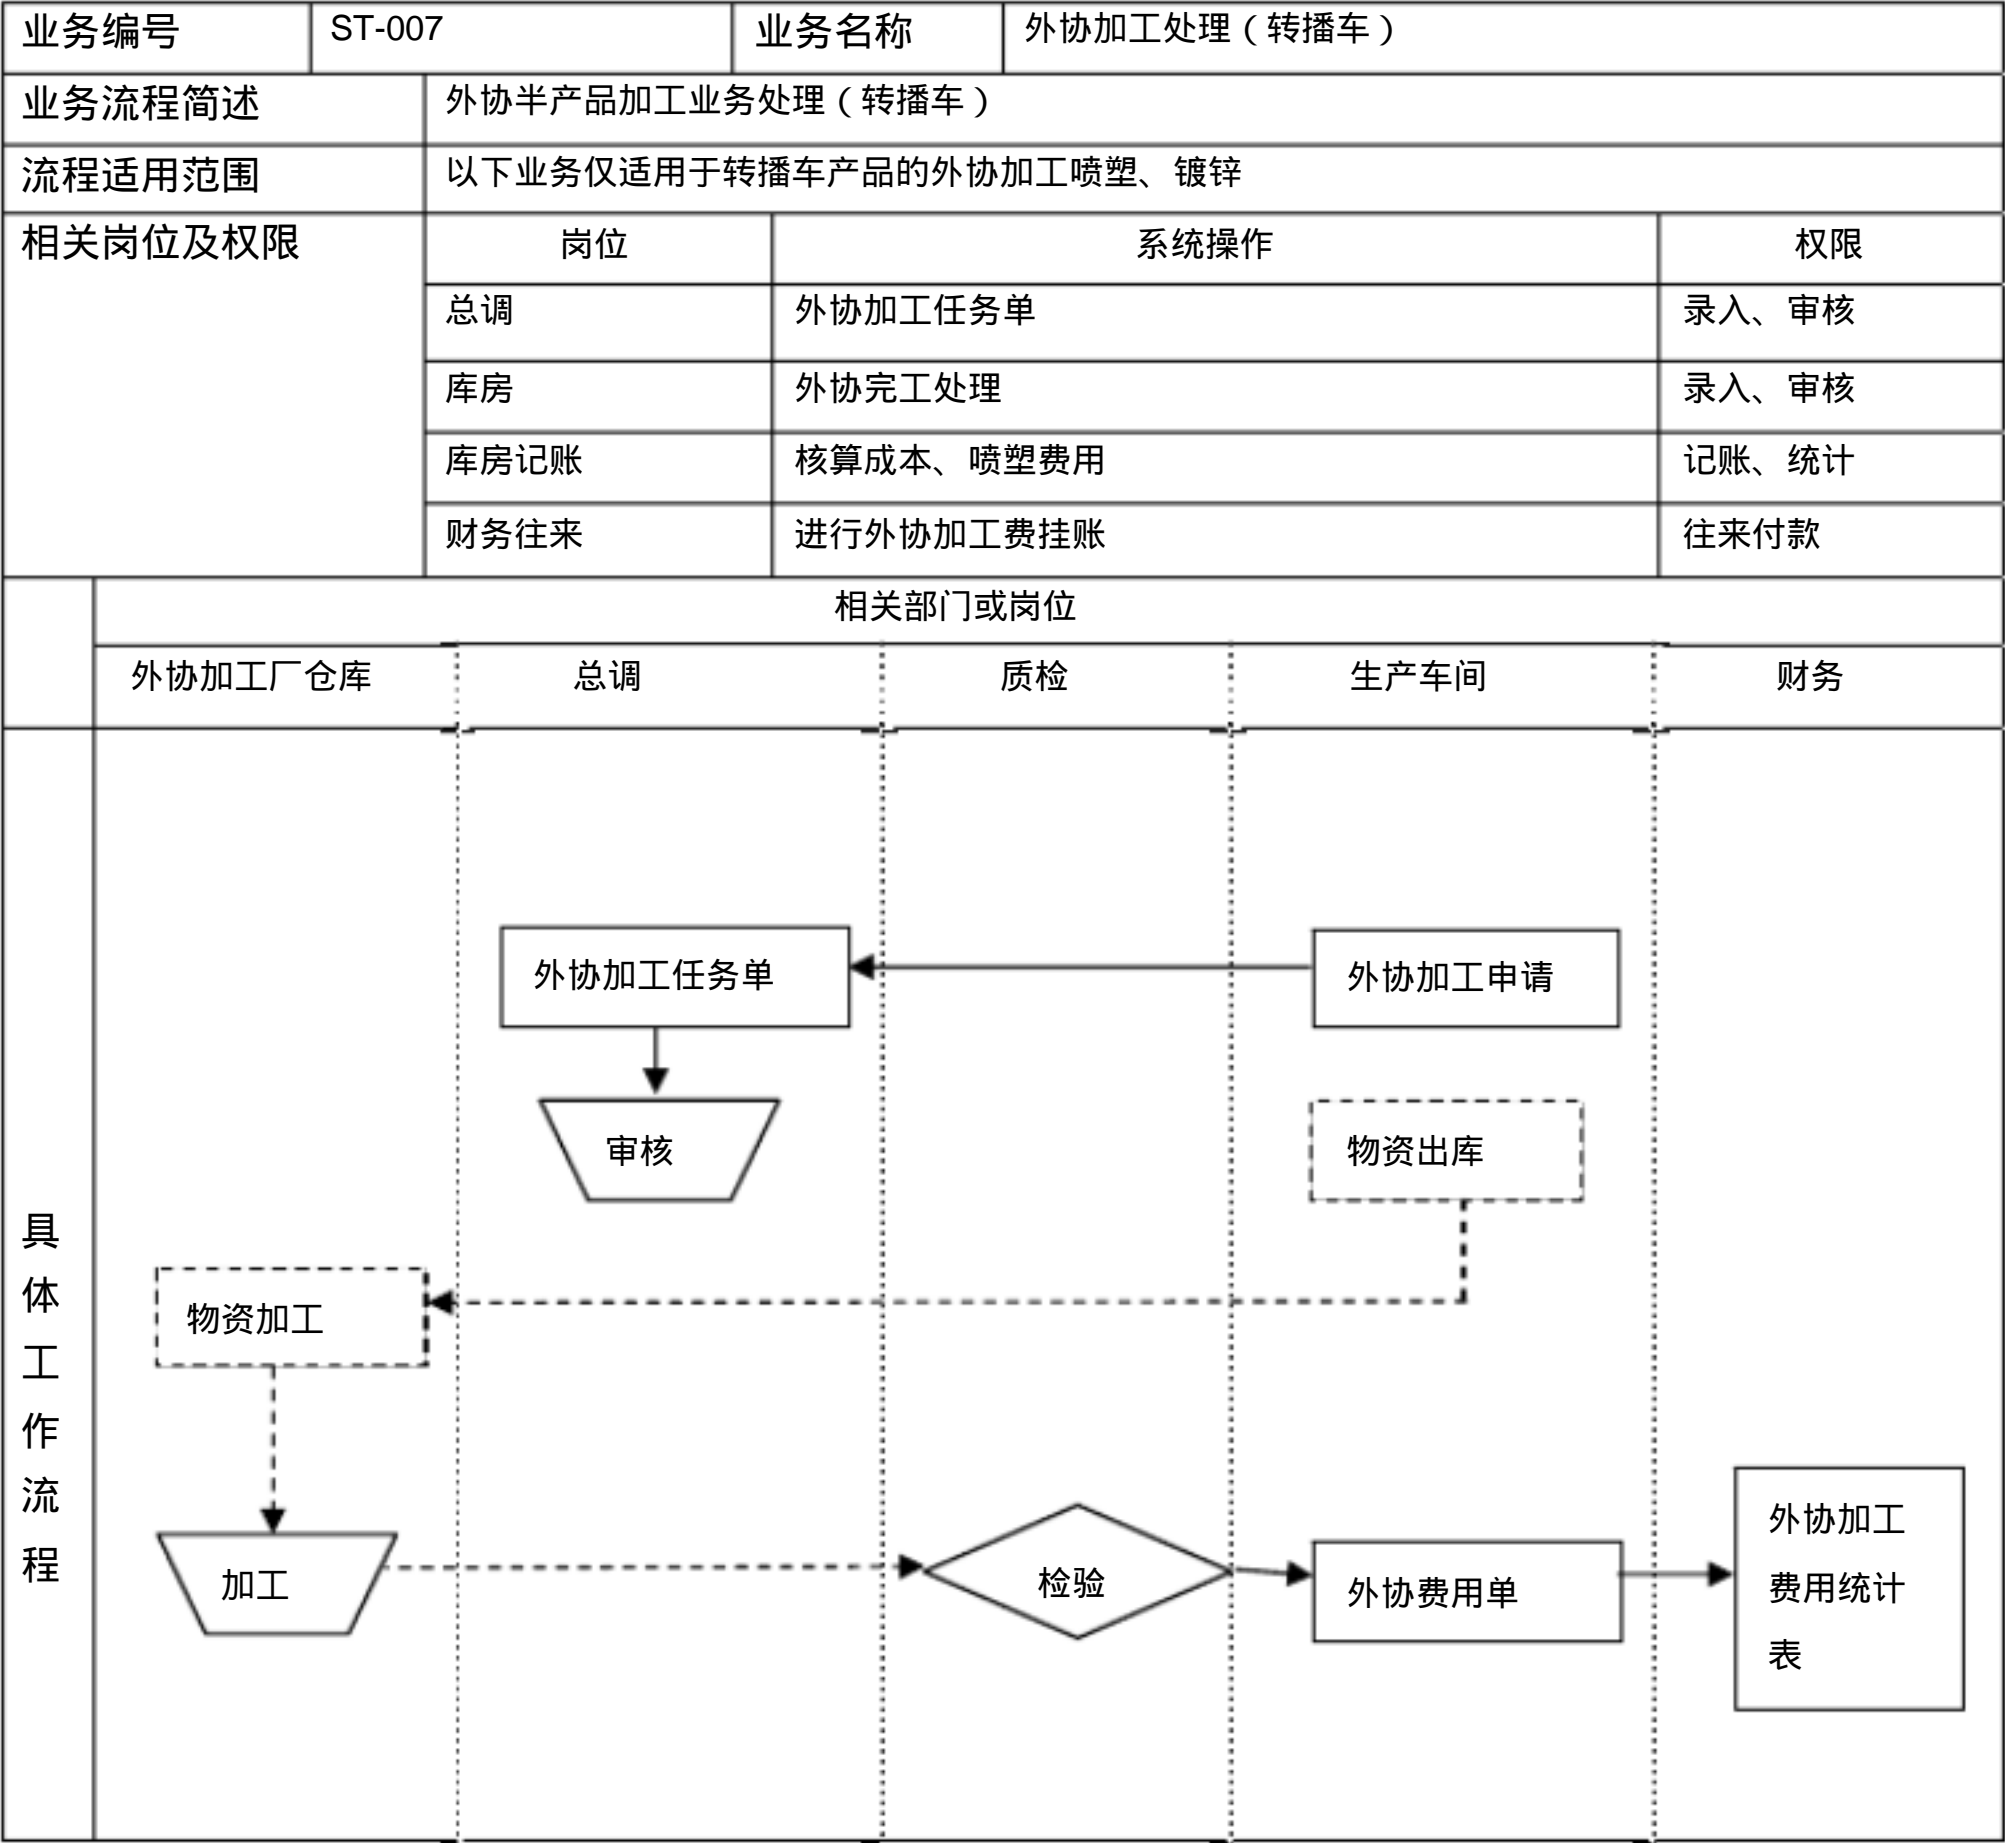 业务编号 ST-007 业务名称 外协加工处理（转播车）
业务流程简述 外协半产品加工业务处理（转播车）
流程适用范围 以下业务仅适用于转播车产品的外协加工喷塑、镀锌
相关岗位及权限 岗位 系统操作 权限
总调 外协加工任务单 录入、审核
库房 外协完工处理 录入、审核
库房记账 核算成本、喷塑费用 记账、统计
财务往来 进行外协加工费挂账 往来付款
相关部门或岗位
外协加工厂仓库 总调 质检 生产车间 财务
具
体
工
作
流
程
外协加工任务单 外协加工申请
审核 物资出库
物资加工
加工 检验 外协费用单
外协加工
费用统计
表